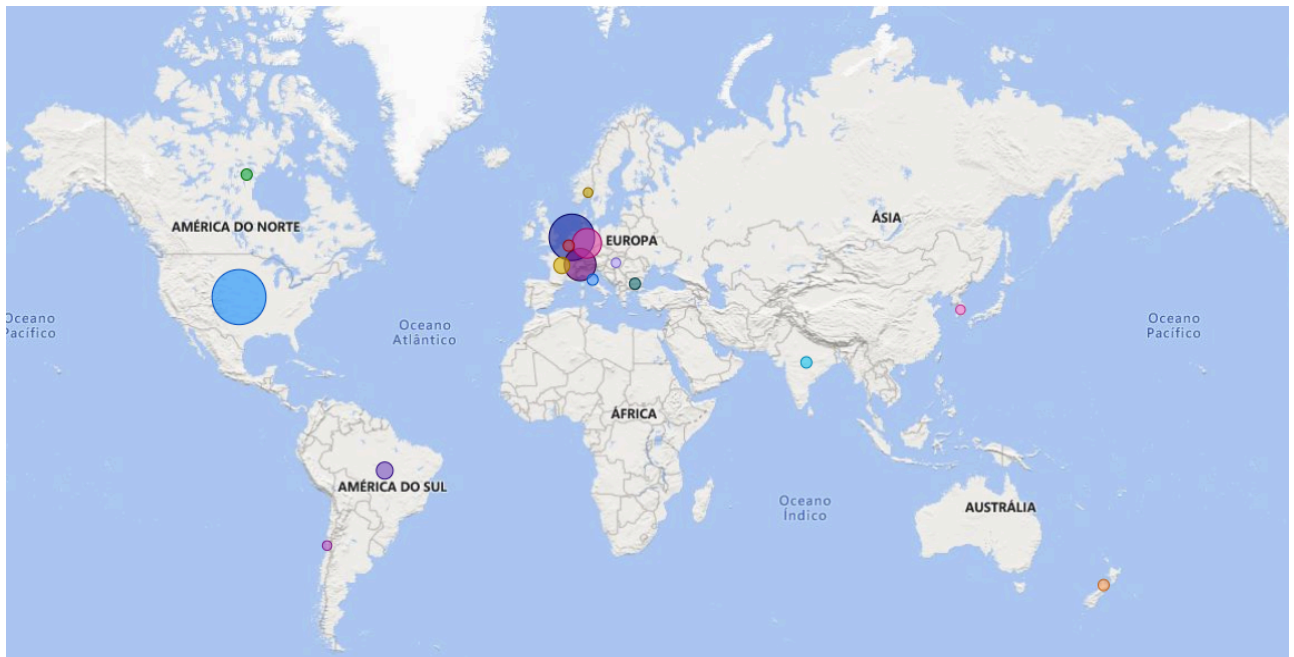 AMÉRICA DO NORTE
EUROPA
ÁSIA
Oceano
Pacífico
Oceano
Atlântico
Oceano
Pacífico
ÁFRICA
AMÉRICA DO SUL
Oceano
Índico
AUSTRÁLIA